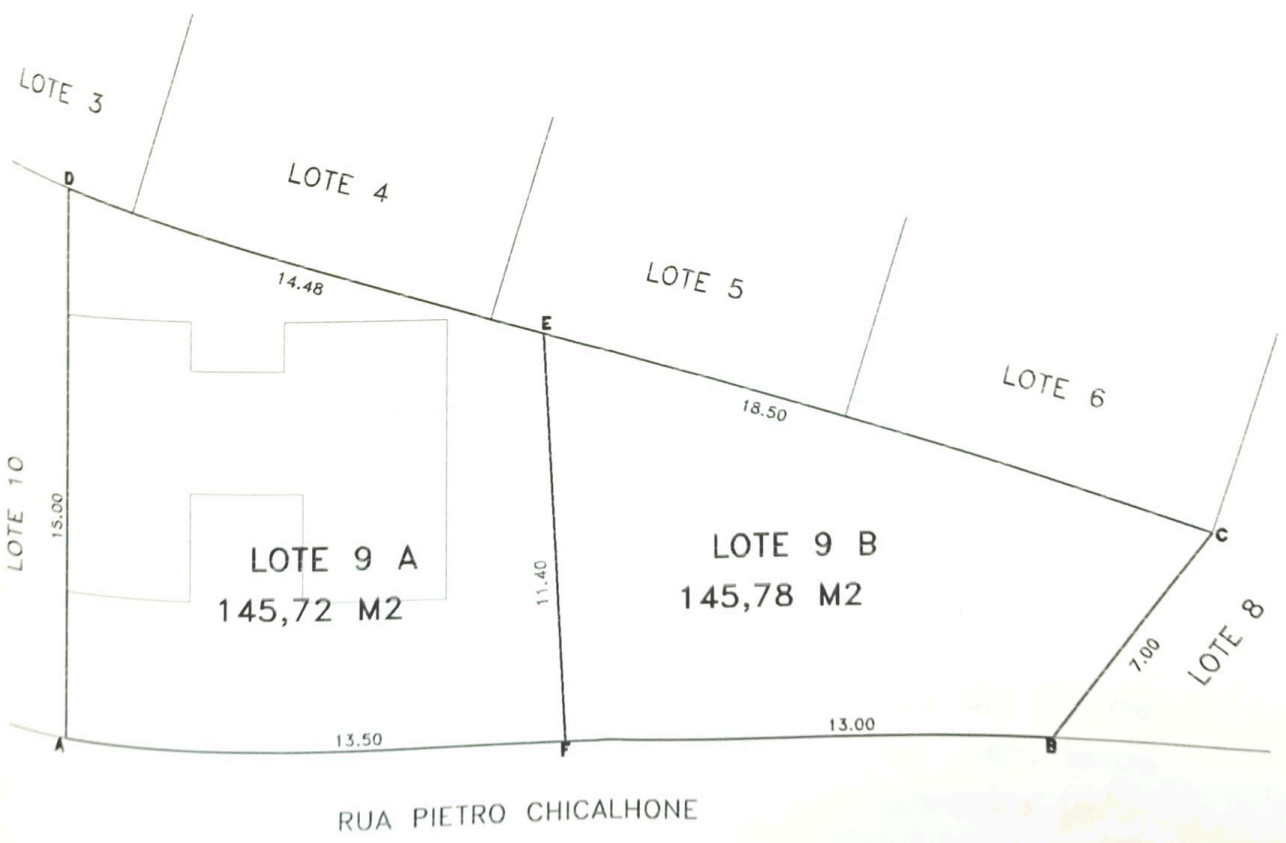 LOTE 3
D
LOTE 4
14.48
LOTE 5
E
LOTE 6
18.50
LOTE 10
15.00
LOTE 9 A
145,72 M2
11.40
LOTE 9 B
145,78 M2
C
7.00
LOTE 8
A
13.50
F
13.00
B
RUA PIETRO CHICALHONE